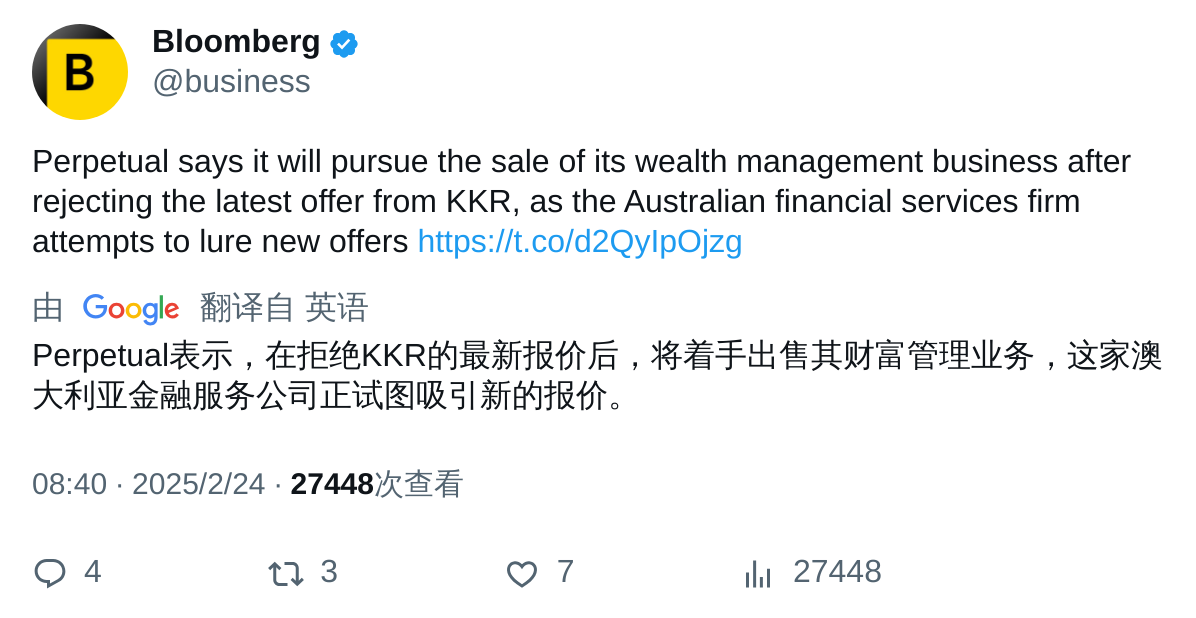 B
Bloomberg
@business
Perpetual says it will pursue the sale of its wealth management business after
rejecting the latest offer from KKR, as the Australian financial services firm
attempts to lure new offers https://t.co/d2QyIpOjzg
由 Google 翻译自 英语
Perpetual表示，在拒绝KKR的最新报价后，将着手出售其财富管理业务，这家澳
大利亚金融服务公司正试图吸引新的报价。
08:40 · 2025/2/24 · 27448次查看
4 3 7 27448